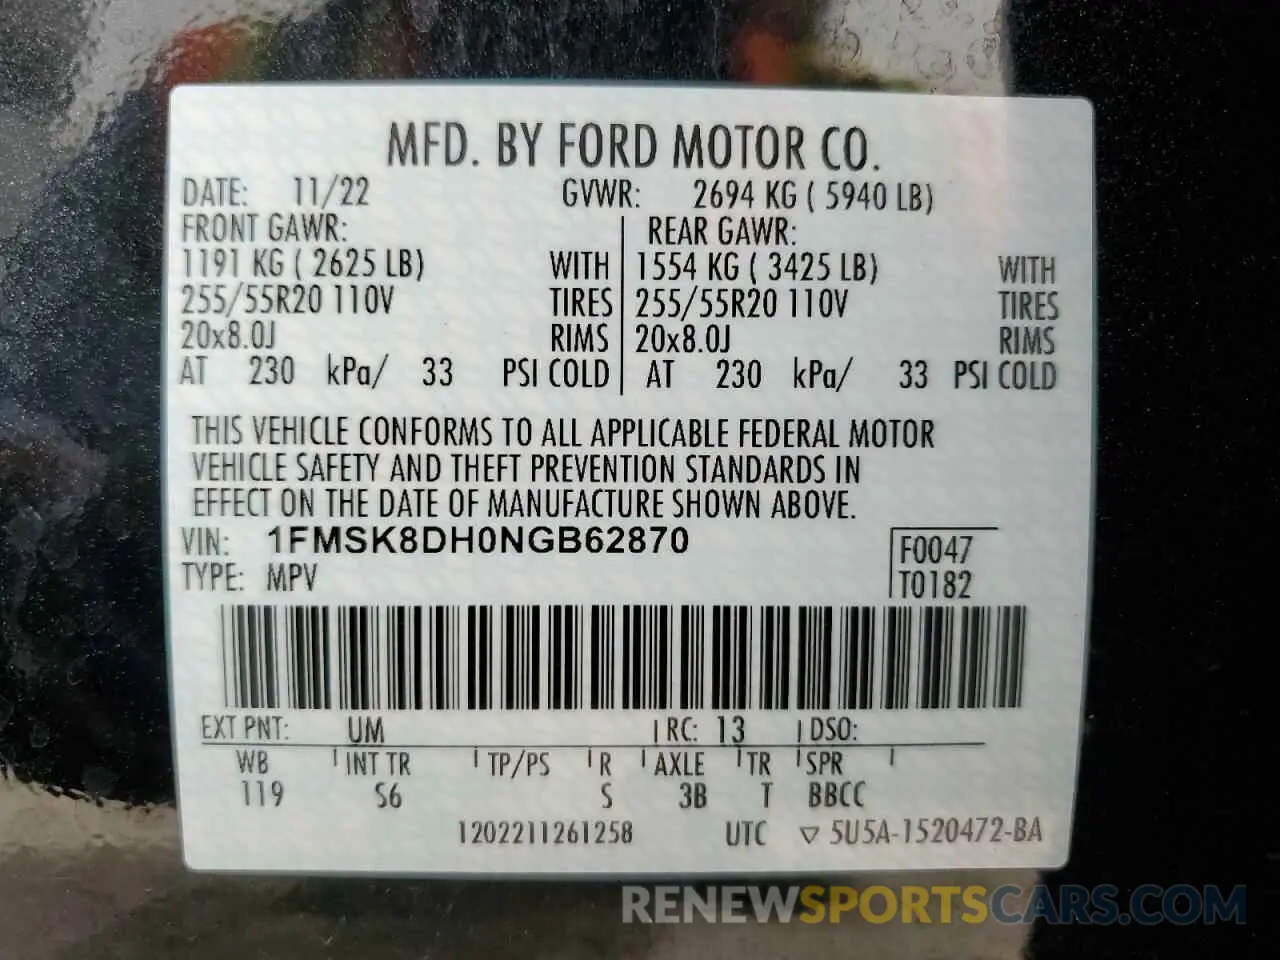 MFD. BY FORD MOTOR CO.
DATE: 11/22 GVWR: 2694 KG ( 5940 LB)
FRONT GAWR: REAR GAWR:
1191 KG ( 2625 LB) WITH 1554 KG ( 3425 LB) WITH
255/55R20 110V TIRES 255/55R20 110V TIRES
20x8.0J RIMS 20x8.0J RIMS
AT 230 kPa/ 33 PSI COLD AT 230 kPa/ 33 PSI COLD
THIS VEHICLE CONFORMS TO ALL APPLICABLE FEDERAL MOTOR
VEHICLE SAFETY AND THEFT PREVENTION STANDARDS IN
EFFECT ON THE DATE OF MANUFACTURE SHOWN ABOVE.
VIN: 1FMSK8DH0NGB62870
F0047
TYPE: MPV
T0182
EXT PNT: UM RC: 13 DSO:
WB INT TR TP/PS R AXLE TR SPR
119 S6 S 3B T BBCC
1202211261258 UTC ▽ 5U5A-1520472-BA
RENEWSPORTSCARS.COM